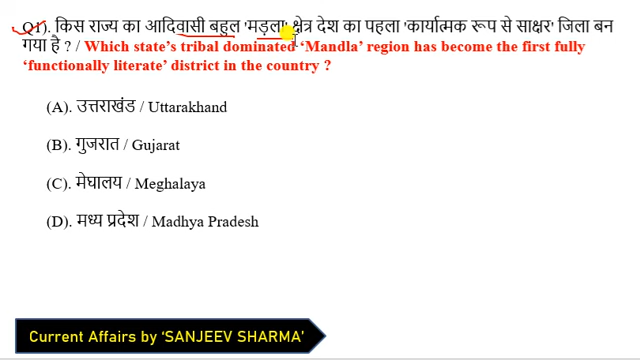 Q1). किस राज्य का आदिवासी बहुल 'मड़ला' क्षेत्र देश का पहला 'कार्यात्मक रूप से साक्षर' जिला बन
गया है ? / Which state's tribal dominated 'Mandla' region has become the first fully
'functionally literate' district in the country ?
(A). उत्तराखंड / Uttarakhand
(B). गुजरात / Gujarat
(C). मेघालय / Meghalaya
(D). मध्य प्रदेश / Madhya Pradesh
Current Affairs by 'SANJEEV SHARMA'